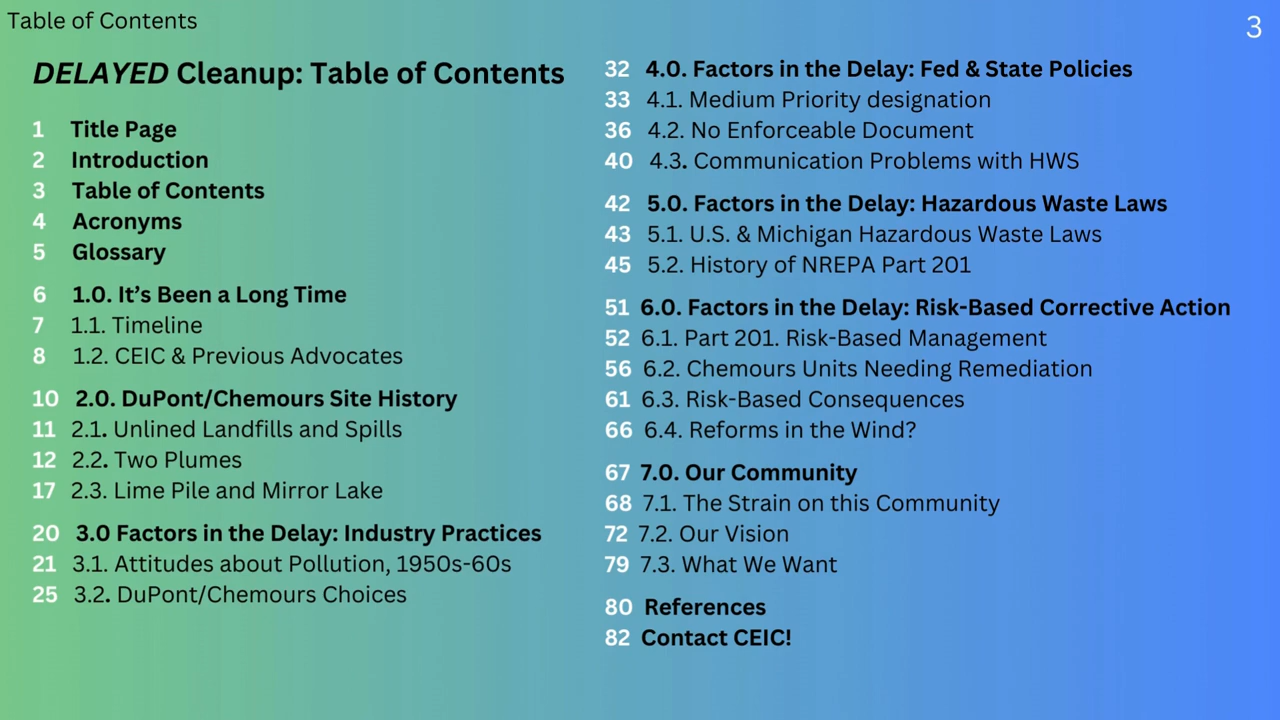 Table of Contents
3
DELAYED Cleanup: Table of Contents
1 Title Page
2 Introduction
3 Table of Contents
4 Acronyms
5 Glossary
6 1.0. It’s Been a Long Time
7 1.1. Timeline
8 1.2. CEIC & Previous Advocates
10 2.0. DuPont/Chemours Site History
11 2.1. Unlined Landfills and Spills
12 2.2. Two Plumes
17 2.3. Lime Pile and Mirror Lake
20 3.0 Factors in the Delay: Industry Practices
21 3.1. Attitudes about Pollution, 1950s-60s
25 3.2. DuPont/Chemours Choices
32 4.0. Factors in the Delay: Fed & State Policies
33 4.1. Medium Priority designation
36 4.2. No Enforceable Document
40 4.3. Communication Problems with HWS
42 5.0. Factors in the Delay: Hazardous Waste Laws
43 5.1. U.S. & Michigan Hazardous Waste Laws
45 5.2. History of NREPA Part 201
51 6.0. Factors in the Delay: Risk-Based Corrective Action
52 6.1. Part 201. Risk-Based Management
56 6.2. Chemours Units Needing Remediation
61 6.3. Risk-Based Consequences
66 6.4. Reforms in the Wind?
67 7.0. Our Community
68 7.1. The Strain on this Community
72 7.2. Our Vision
79 7.3. What We Want
80 References
82 Contact CEIC!